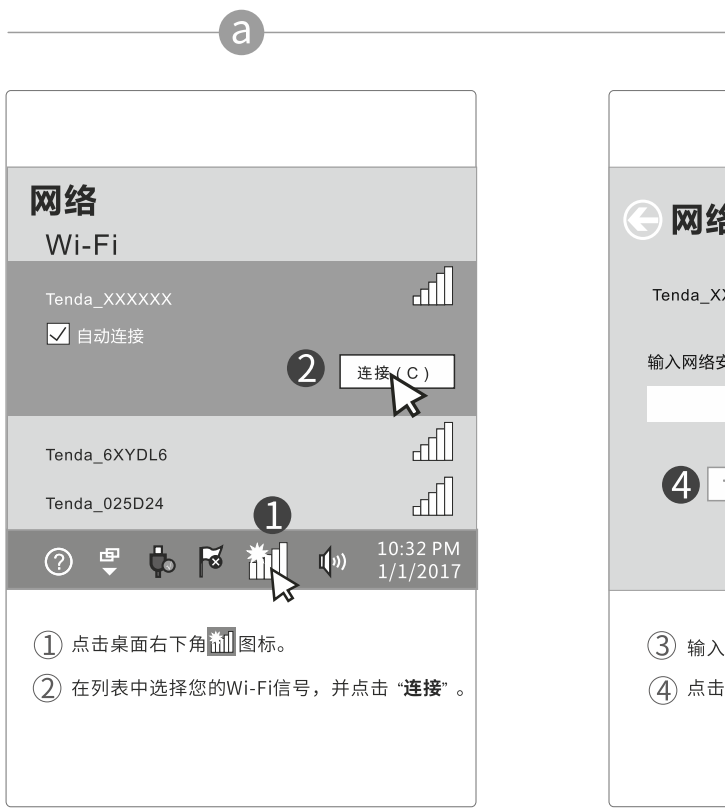 a
网络
Wi-Fi
Tenda_XXXXXX
自动连接
2
连接(C)
Tenda_6XYDL6
Tenda_025D24
1
10:32 PM
1/1/2017
① 点击桌面右下角图标。
② 在列表中选择您的Wi-Fi信号，并点击“连接”。
网络
Tenda_X
输入网络安
4
③ 输入
④ 点击